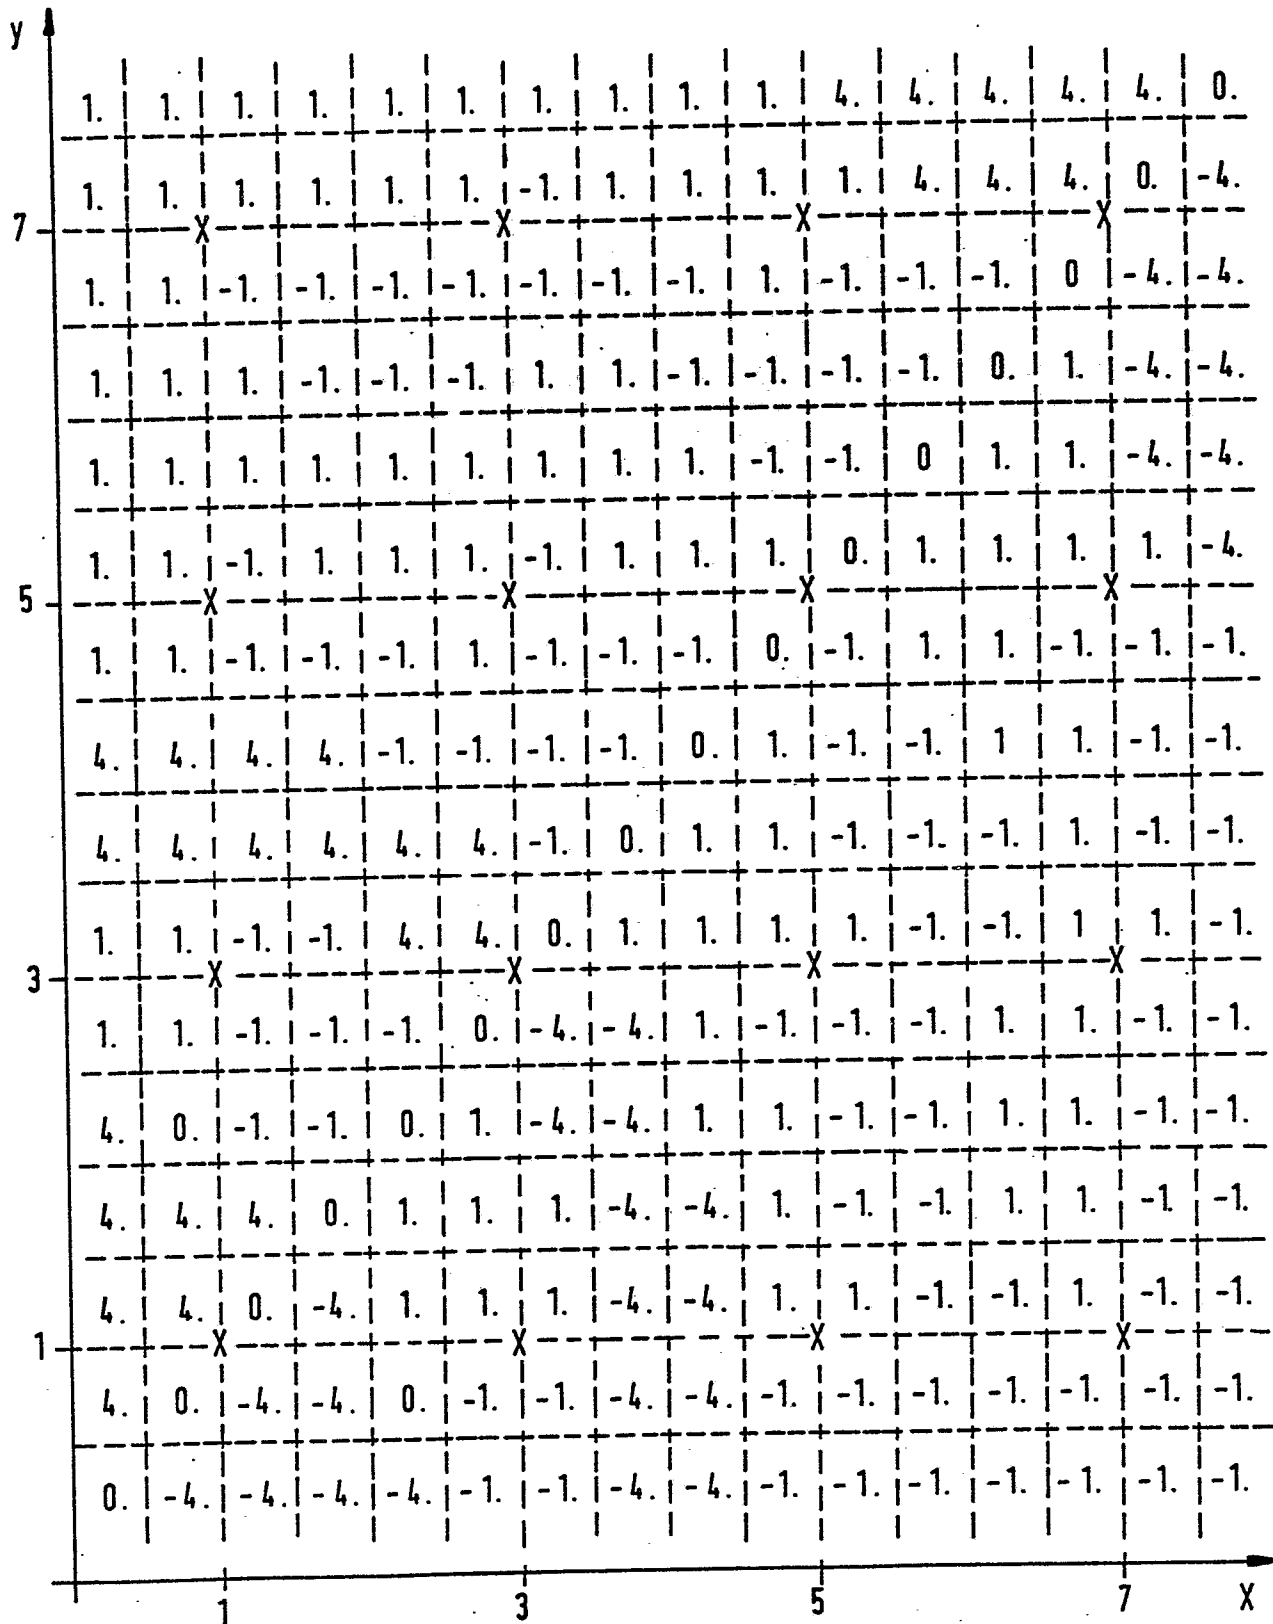 y
1. 1. 1. 1. 1. 1. 1. 1. 1. 1. 4. 4. 4. 4. 4. 0.
1. 1. 1. 1. 1. 1. -1. 1. 1. 1. 1. 4. 4. 4. 0. -4.
7 X X X X
1. 1. -1. -1. -1. -1. -1. -1. -1. 1. -1. -1. -1. 0 -4. -4.
1. 1. 1. -1. -1. -1. 1. 1. -1. -1. -1. -1. 0. 1. -4. -4.
1. 1. 1. 1. 1. 1. 1. 1. 1. -1. -1. 0 1. 1. -4. -4.
1. 1. -1. 1. 1. 1. -1. 1. 1. 1. 0. 1. 1. 1. 1. -4.
5 X X X X
1. 1. -1. -1. -1. 1. -1. -1. -1. 0. -1. 1. 1. -1. -1. -1.
4. 4. 4. 4. -1. -1. -1. -1. 0. 1. -1. -1. 1 1. -1. -1.
4. 4. 4. 4. 4. 4. -1. 0. 1. 1. -1. -1. -1. 1. -1. -1.
1. 1. -1. -1. 4. 4. 0. 1. 1. 1. 1. -1. -1. 1 1. -1.
3 X X X X
1. 1. -1. -1. -1. 0. -4. -4. 1. -1. -1. -1. 1. 1. -1. -1.
4. 0. -1. -1. 0. 1. -4. -4. 1. 1. -1. -1. 1. 1. -1. -1.
4. 4. 4. 0. 1. 1. 1. -4. -4. 1. -1. -1. 1. 1. -1. -1.
4. 4. 0. -4. 1. 1. 1. -4. -4. 1. 1. -1. -1. 1. -1. -1.
1 X X X X
4. 0. -4. -4. 0. -1. -1. -4. -4. -1. -1. -1. -1. -1. -1. -1.
0. -4. -4. -4. -4. -1. -1. -4. -4. -1. -1. -1. -1. -1. -1. -1.
1 3 5 7 X